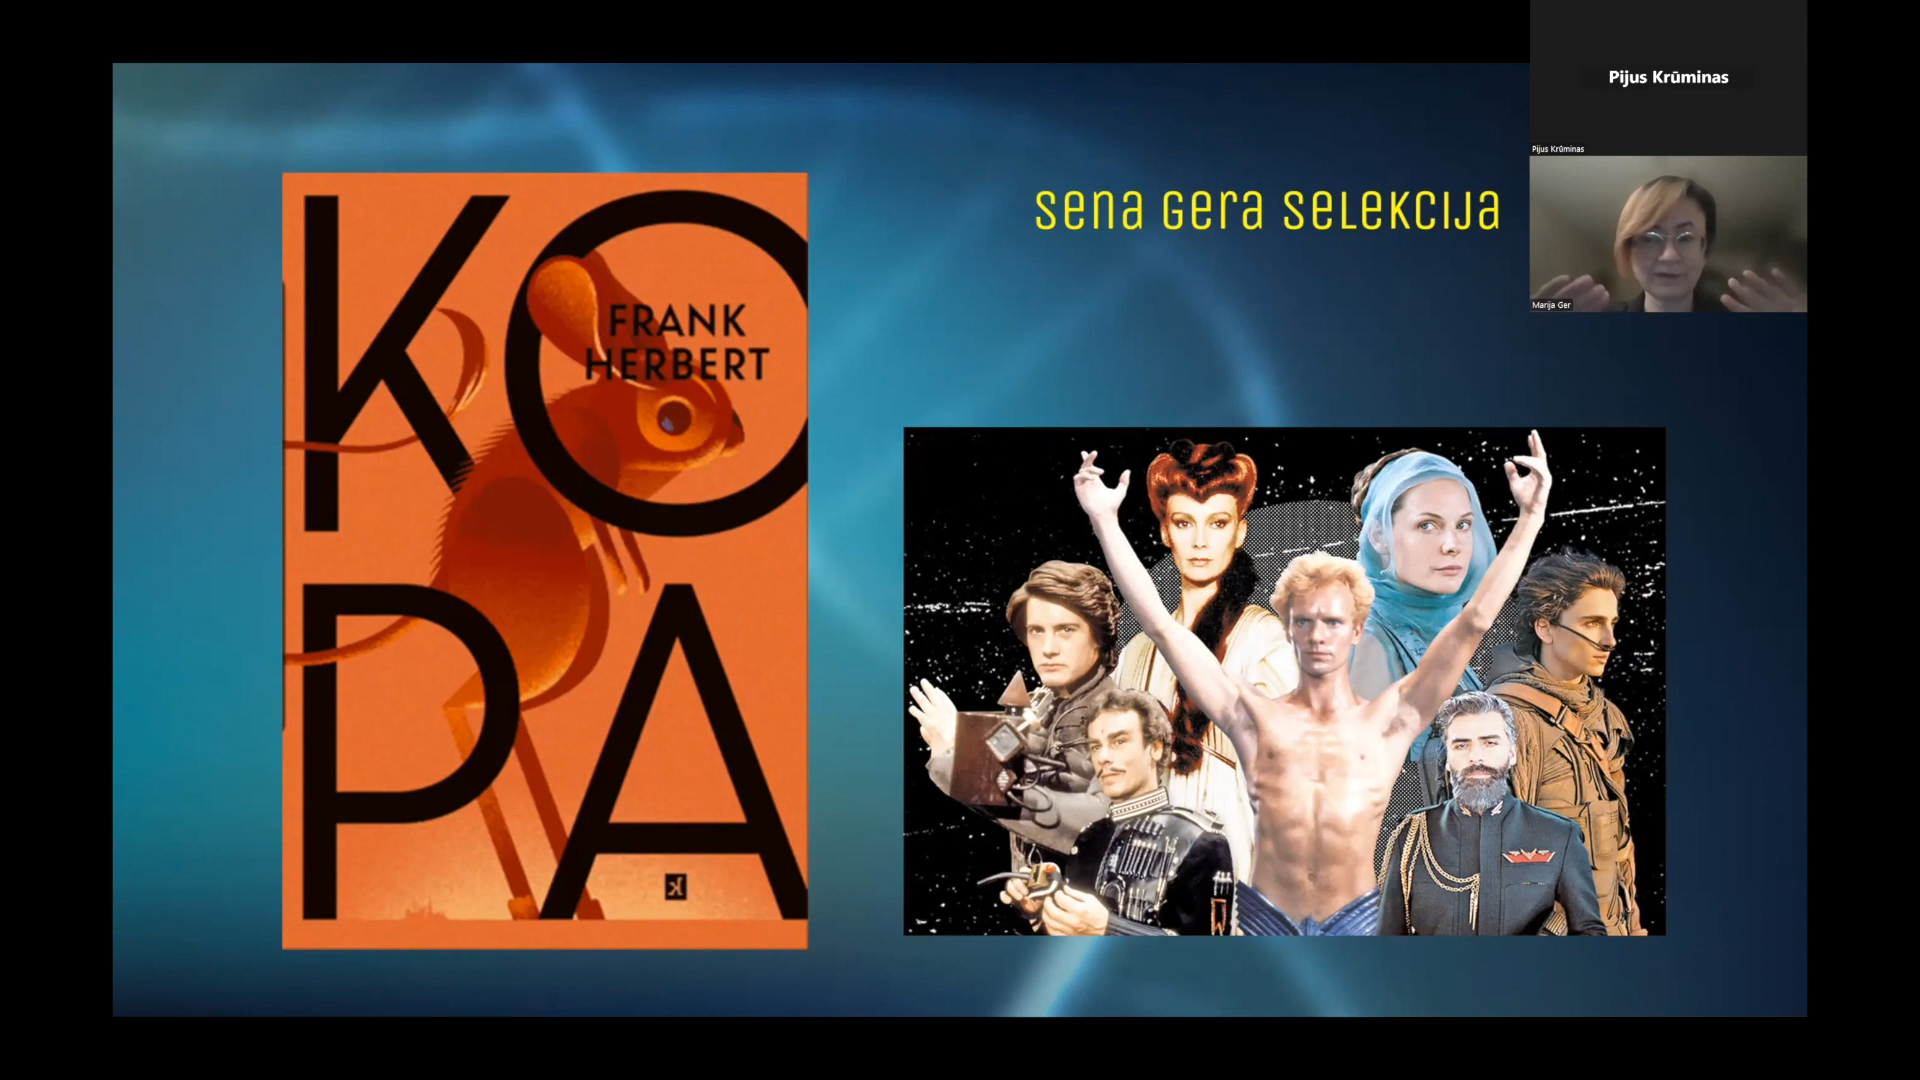 Pijus Krūminas
Pijus Krūminas
Marija Ger
sena gera selekcija
KO
FRANK
HERBERT
PA